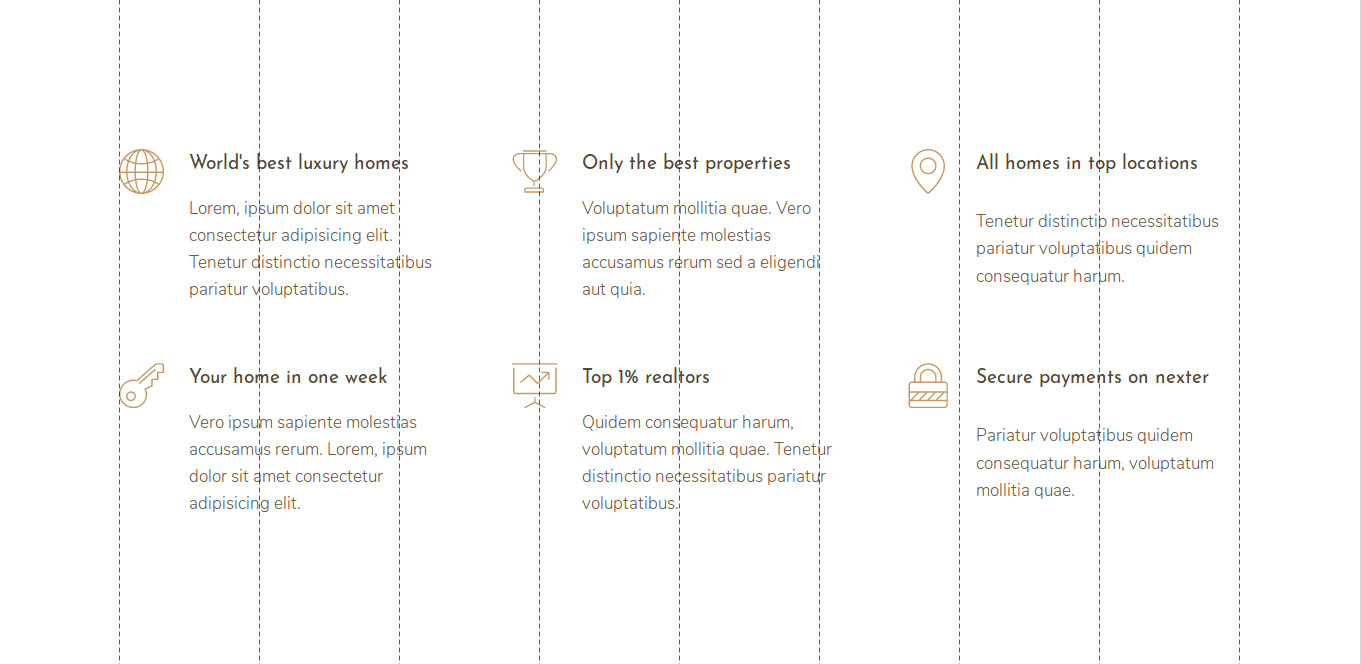 World's best luxury homes
Lorem, ipsum dolor sit amet
consectetur adipisicing elit.
Tenetur distinctio necessitatibus
pariatur voluptatibus.
Only the best properties
Voluptatum mollitia quae. Vero
ipsum sapiente molestias
accusamus rerum sed a eligendi
aut quia.
All homes in top locations
Tenetur distinctio necessitatibus
pariatur voluptatibus quidem
consequatur harum.
Your home in one week
Vero ipsum sapiente molestias
accusamus rerum. Lorem, ipsum
dolor sit amet consectetur
adipisicing elit.
Top 1% realtors
Quidem consequatur harum,
voluptatum mollitia quae. Tenetur
distinctio necessitatibus pariatur
voluptatibus.
Secure payments on nexter
Pariatur voluptatibus quidem
consequatur harum, voluptatum
mollitia quae.